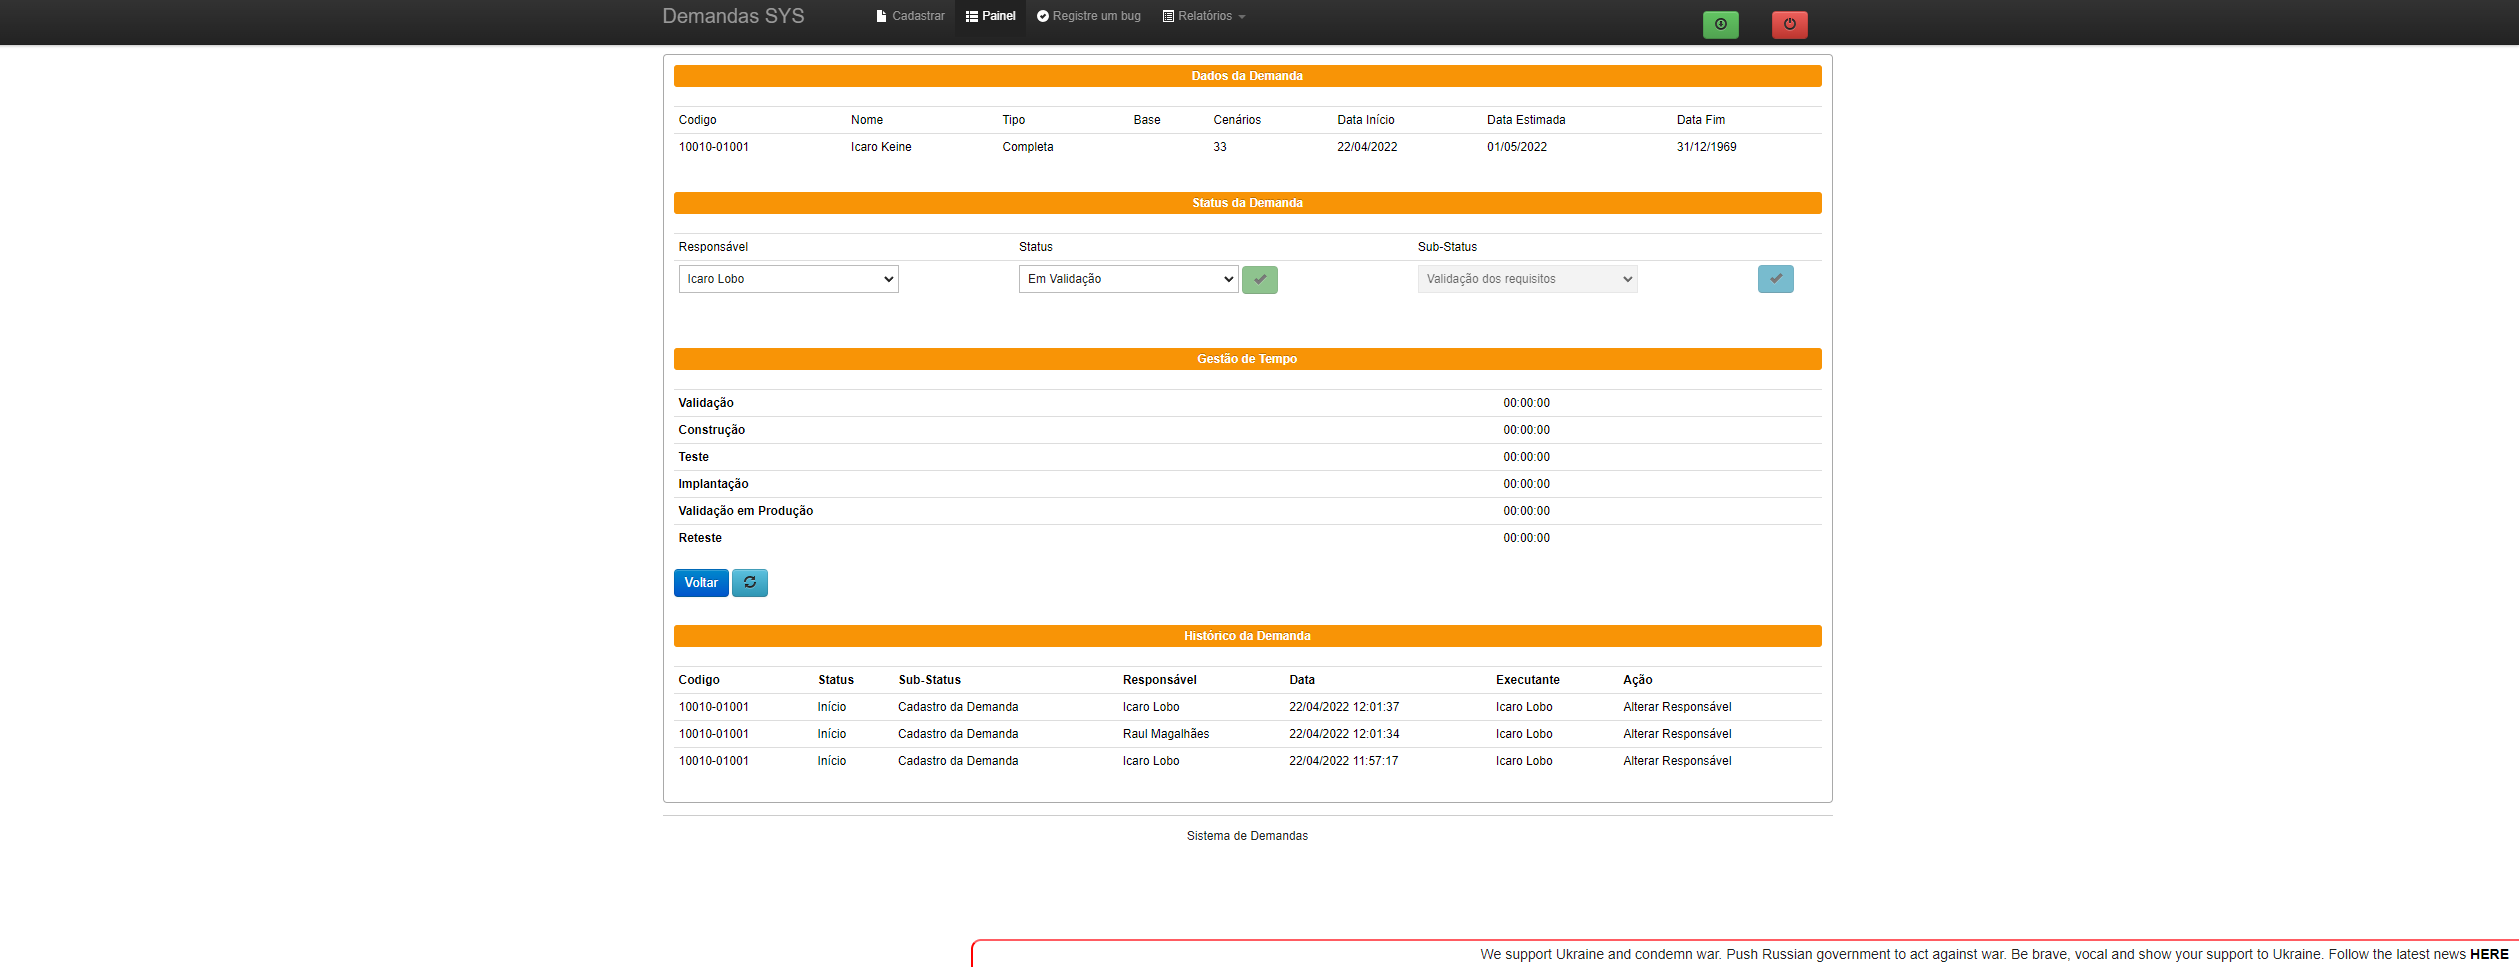 Demandas SYS Cadastrar Painel Registre um bug Relatórios
Dados da Demanda
Codigo Nome Tipo Base Cenários Data Início Data Estimada Data Fim
10010-01001 Icaro Keine Completa 33 22/04/2022 01/05/2022 31/12/1969
Status da Demanda
Responsável Status Sub-Status
Icaro Lobo Em Validação Validação dos requisitos
Gestão de Tempo
Validação 00:00:00
Construção 00:00:00
Teste 00:00:00
Implantação 00:00:00
Validação em Produção 00:00:00
Reteste 00:00:00
Voltar
Histórico da Demanda
Codigo Status Sub-Status Responsável Data Executante Ação
10010-01001 Início Cadastro da Demanda Icaro Lobo 22/04/2022 12:01:37 Icaro Lobo Alterar Responsável
10010-01001 Início Cadastro da Demanda Raul Magalhães 22/04/2022 12:01:34 Icaro Lobo Alterar Responsável
10010-01001 Início Cadastro da Demanda Icaro Lobo 22/04/2022 11:57:17 Icaro Lobo Alterar Responsável
Sistema de Demandas
We support Ukraine and condemn war. Push Russian government to act against war. Be brave, vocal and show your support to Ukraine. Follow the latest news HERE